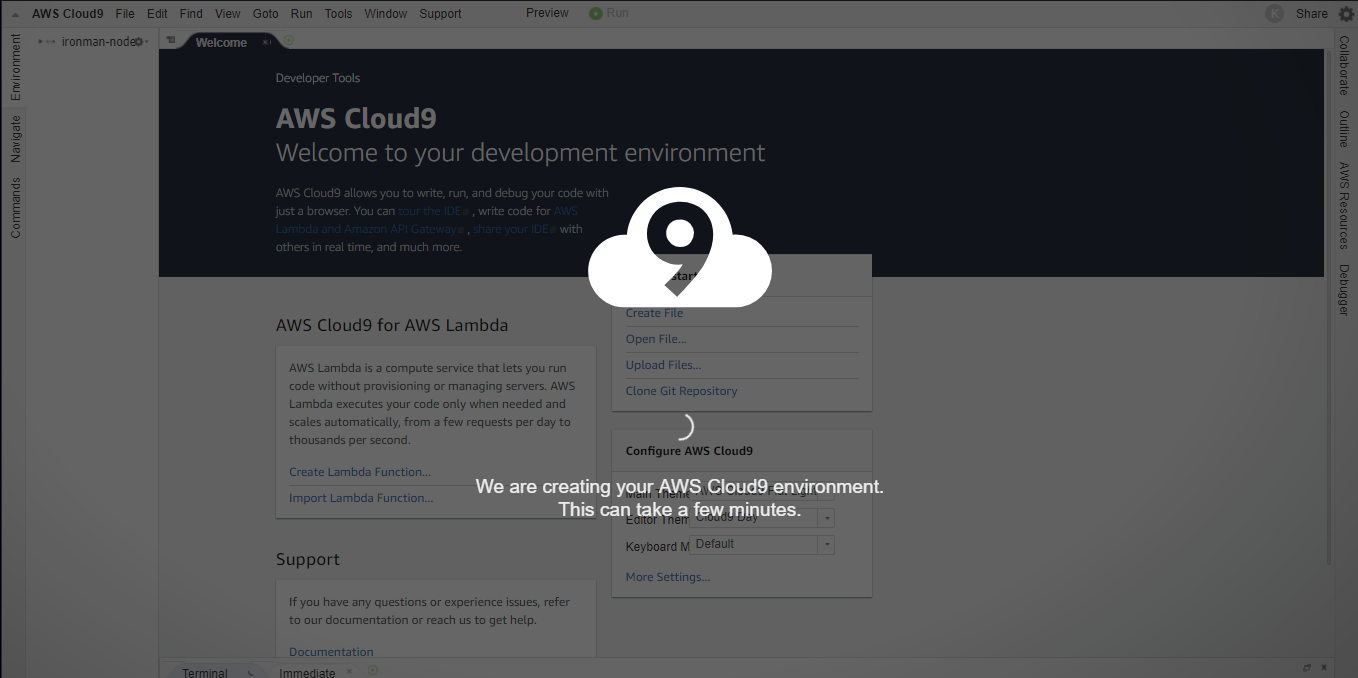 AWS Cloud9 File Edit Find View Goto Run Tools Window Support Preview Run K Share
Environment
Navigate
Commands
ironman-node
Welcome
Developer Tools
AWS Cloud9
Welcome to your development environment
AWS Cloud9 allows you to write, run, and debug your code with
just a browser. You can tour the IDE, write code for AWS
Lambda and Amazon API Gateway, share your IDE with
others in real time, and much more.
9
AWS Cloud9 for AWS Lambda
AWS Lambda is a compute service that lets you run
code without provisioning or managing servers. AWS
Lambda executes your code only when needed and
scales automatically, from a few requests per day to
thousands per second.
Create Lambda Function...
Import Lambda Function...
Support
If you have any questions or experience issues, refer
to our documentation or reach us to get help.
Documentation
Create File
Open File...
Upload Files...
Clone Git Repository
Configure AWS Cloud9
We are creating your AWS Cloud9 environment.
This can take a few minutes.
Main Theme
Editor Them Cloud9 Day
Keyboard M Default
More Settings...
Collaborate
Outline
AWS Resources
Debugger
Terminal Immediate